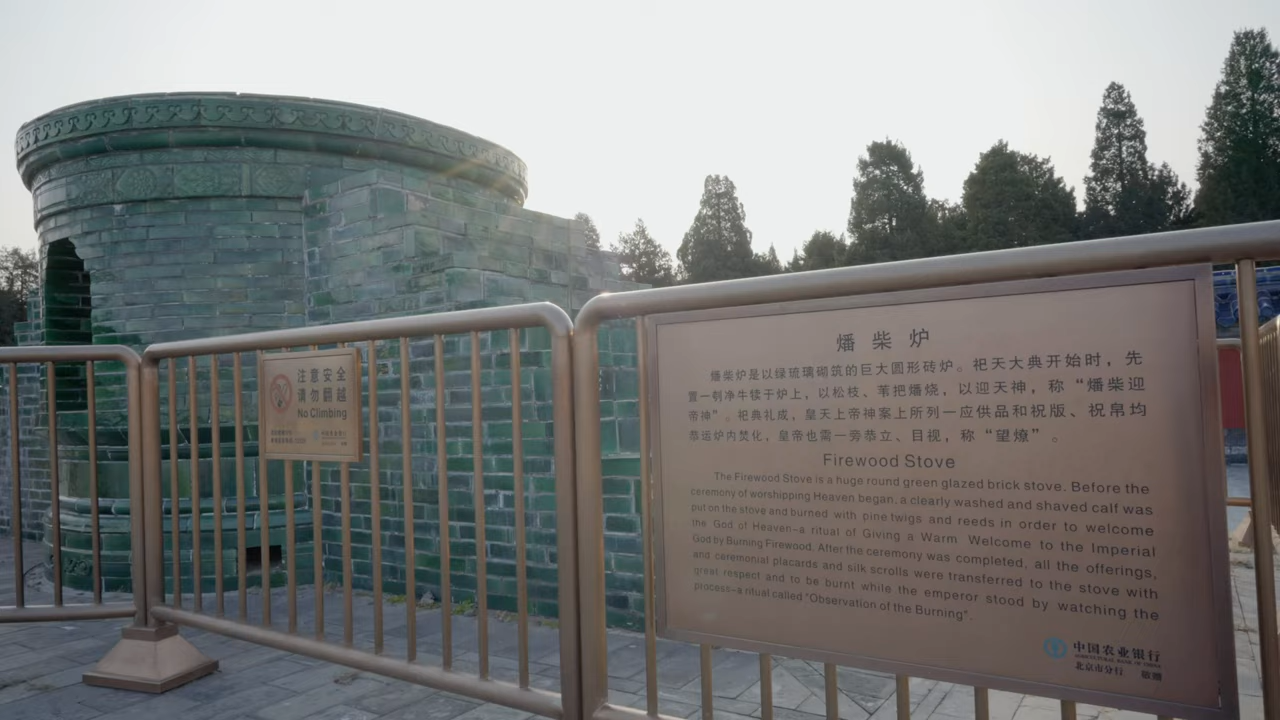 注意安全
请勿翻越
No Climbing
燔柴炉
燔柴炉是以绿琉璃砌筑的巨大圆形砖炉。祀天大典开始时，先
置一刳净牛犊于炉上，以松枝、苇把燔烧，以迎天神，称“燔柴迎
帝神”。祀典礼成，皇天上帝神案上所列一应供品和祝版、祝帛均
恭运炉内焚化，皇帝也需一旁恭立、目视，称“望燎”。
Firewood Stove
The Firewood Stove is a huge round green glazed brick stove. Before the
ceremony of worshipping Heaven began, a clearly washed and shaved calf was
put on the stove and burned with pine twigs and reeds in order to welcome
the God of Heaven-a ritual of Giving a Warm Welcome to the Imperial
God by Burning Firewood. After the ceremony was completed, all the offerings,
and ceremonial placards and silk scrolls were transferred to the stove with
great respect and to be burnt while the emperor stood by watching the
process-a ritual called "Observation of the Burning".
中国农业银行
AGRICULTURAL BANK OF CHINA
北京市分行 敬赠